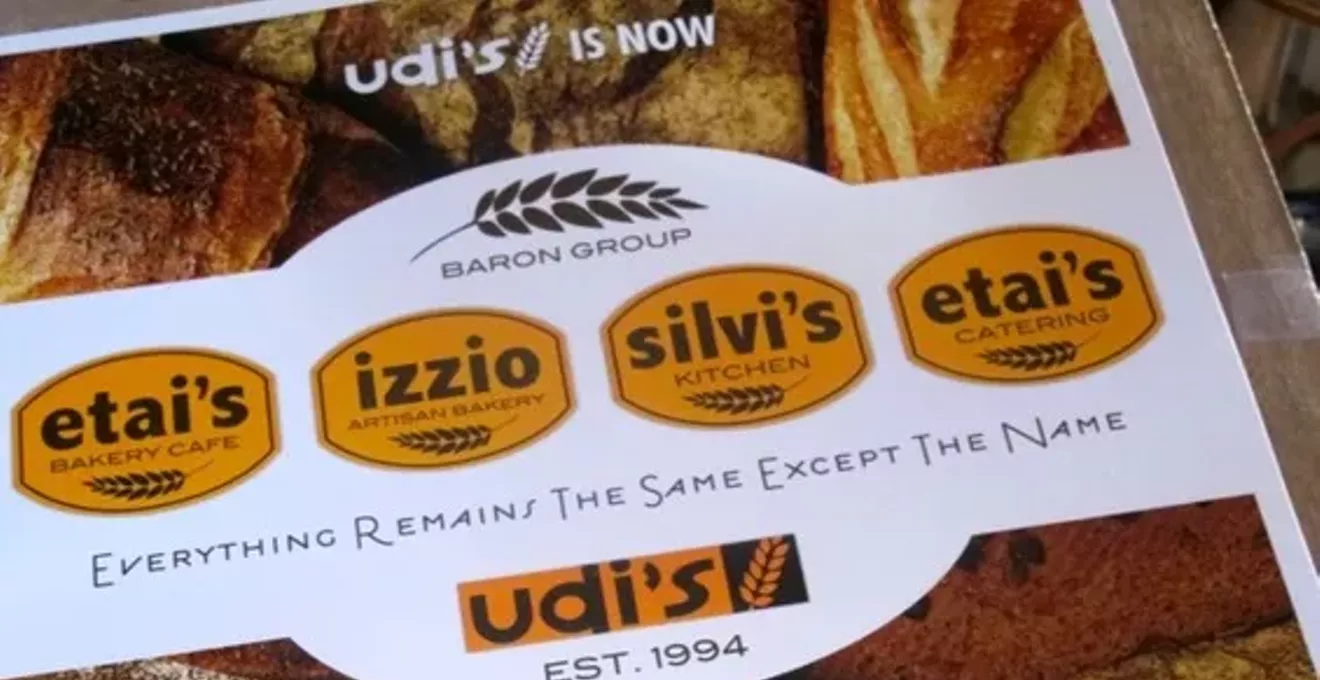 udi's IS NOW
BARON GROUP
etai's
BAKERY CAFE
izzio
ARTISAN BAKERY
silvi's
KITCHEN
etai's
CATERING
EVERYTHING REMAINS THE SAME EXCEPT THE NAME
udi's
EST. 1994